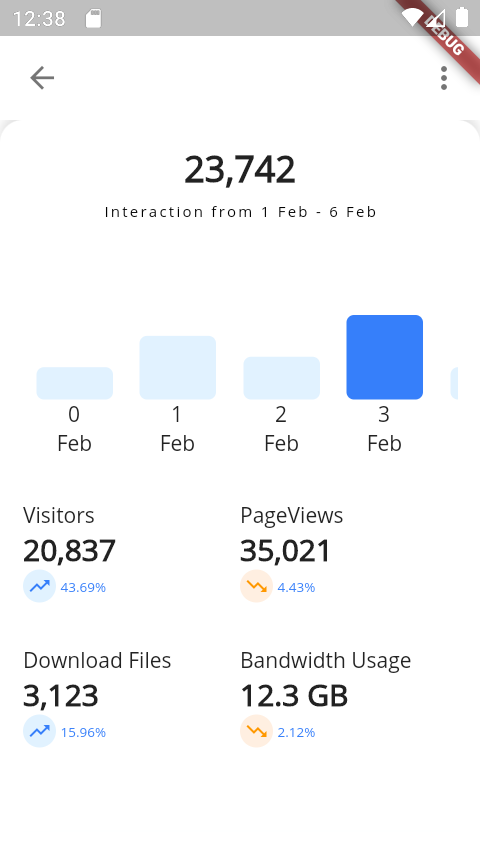 12:38
DEBUG
23,742
Interaction from 1 Feb - 6 Feb
0 1 2 3
Feb Feb Feb Feb
Visitors PageViews
20,837 35,021
43.69% 4.43%
Download Files Bandwidth Usage
3,123 12.3 GB
15.96% 2.12%